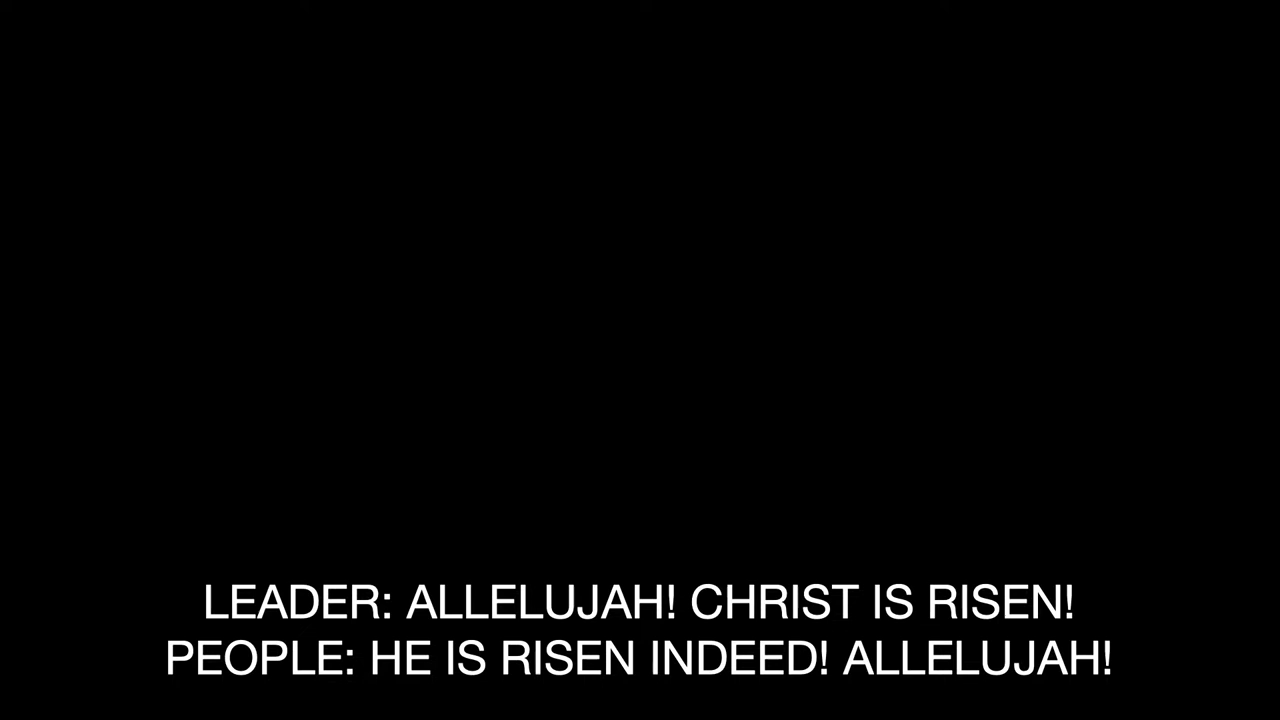 LEADER: ALLELUJAH! CHRIST IS RISEN!
PEOPLE: HE IS RISEN INDEED! ALLELUJAH!